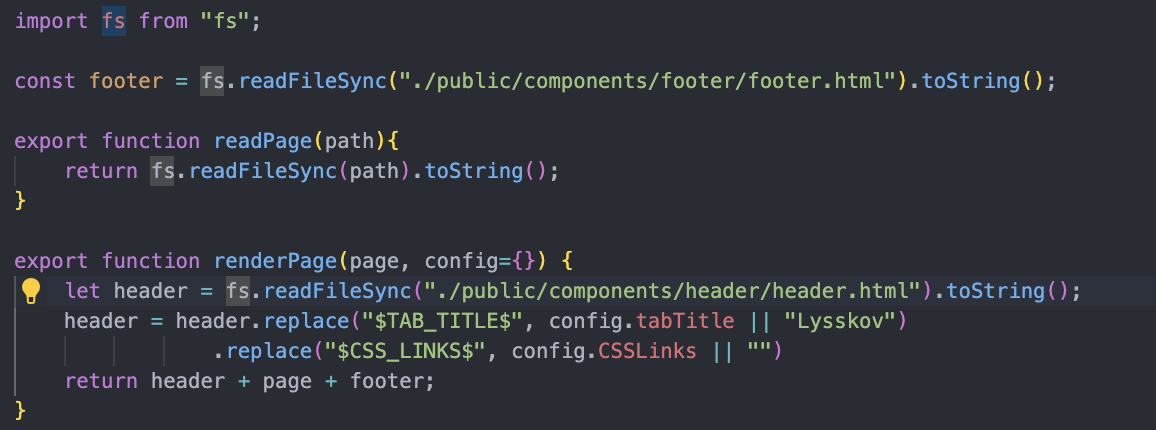 import fs from "fs";
const footer = fs.readFileSync("./public/components/footer/footer.html").toString();
export function readPage(path){
    return fs.readFileSync(path).toString();
}
export function renderPage(page, config={}) {
    let header = fs.readFileSync("./public/components/header/header.html").toString();
    header = header.replace("$TAB_TITLE$", config.tabTitle || "Lysskov")
                .replace("$CSS_LINKS$", config.CSSLinks || "")
    return header + page + footer;
}